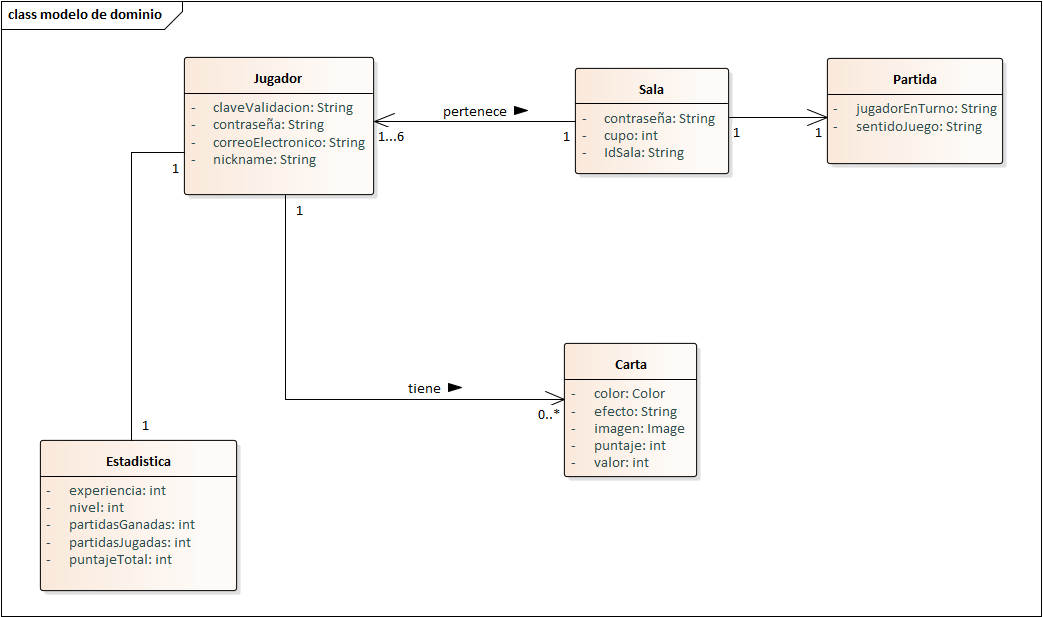 class modelo de dominio
Jugador
- claveValidacion: String
- contraseña: String
- correoElectronico: String
- nickname: String
pertenece
1...6
1
Sala
- contraseña: String
- cupo: int
- IdSala: String
1
1
Partida
- jugadorEnTurno: String
- sentidoJuego: String
1
1
tiene
0..*
Carta
- color: Color
- efecto: String
- imagen: Image
- puntaje: int
- valor: int
1
Estadistica
- experiencia: int
- nivel: int
- partidasGanadas: int
- partidasJugadas: int
- puntajeTotal: int